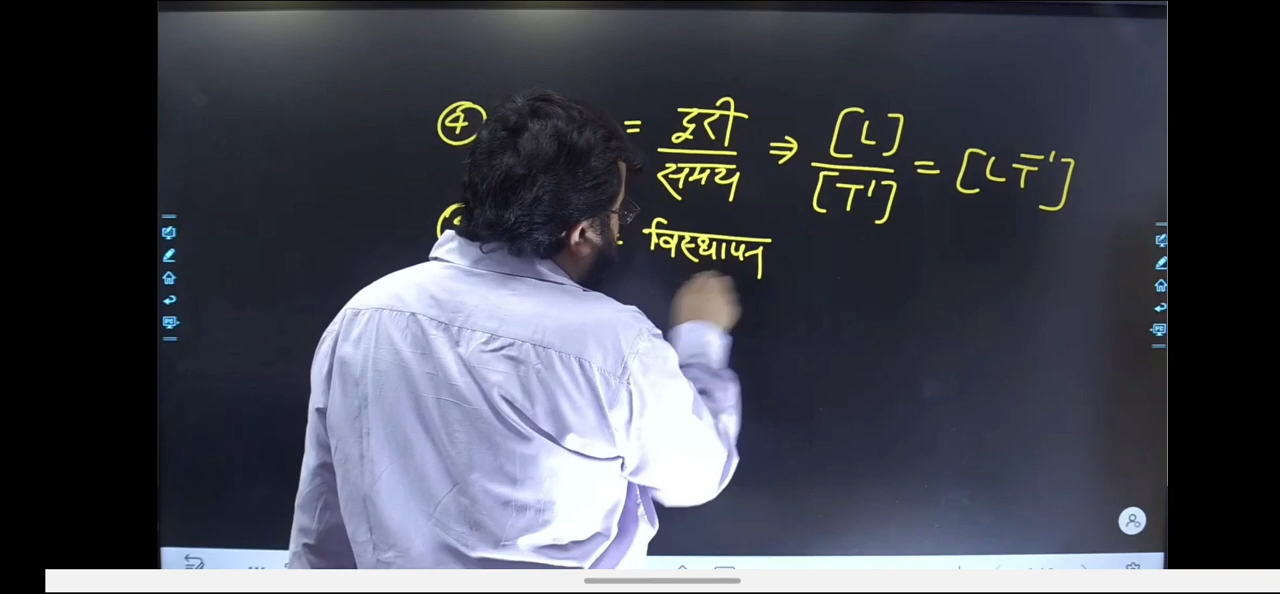 ④ = दूरी / समय ⇒ [L] / [T¹] = [LT⁻¹]
= विस्थापन